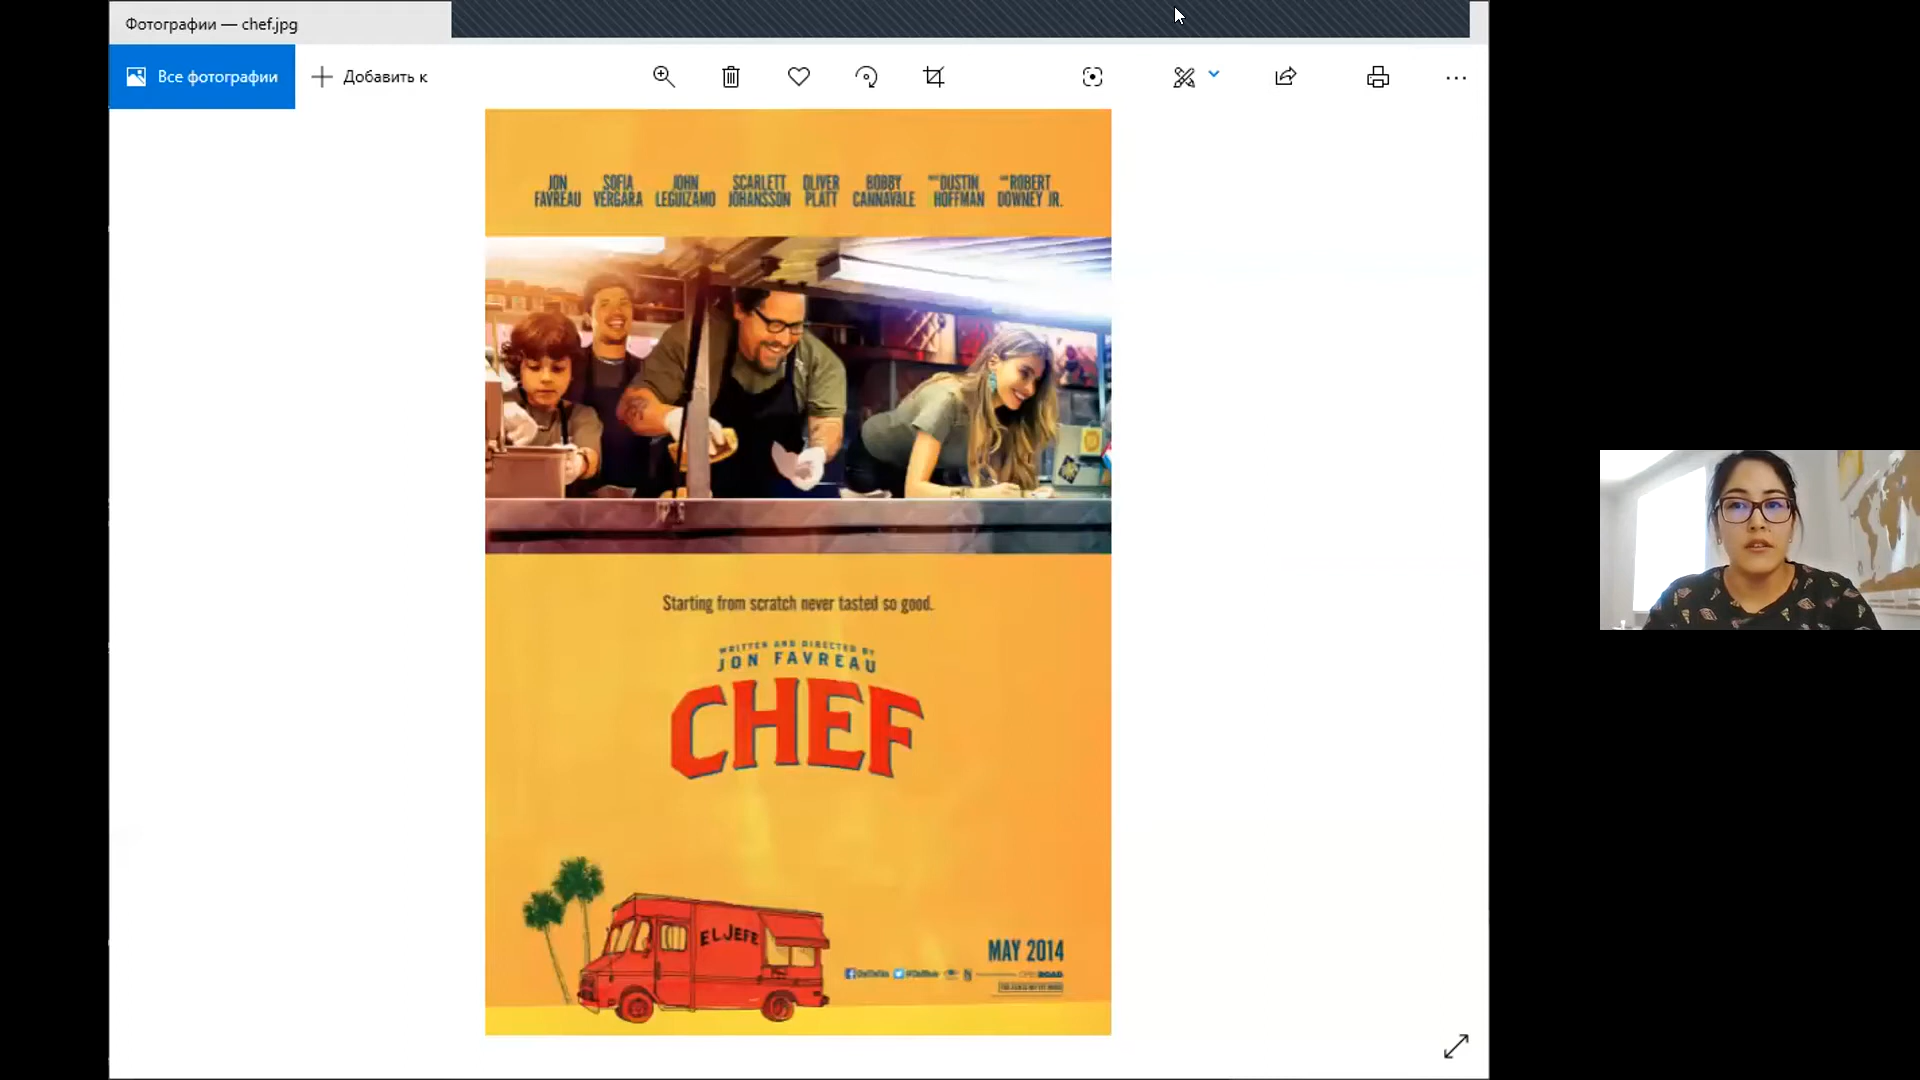 Фотографии — chef.jpg
Все фотографии
Добавить к
JON FAVREAU
SOFIA VERGARA
JOHN LEGUIZAMO
SCARLETT JOHANSSON
OLIVER PLATT
BOBBY CANNAVALE
DUSTIN HOFFMAN
ROBERT DOWNEY JR.
Starting from scratch never tasted so good.
WRITTEN AND DIRECTED BY
JON FAVREAU
CHEF
EL JEFE
MAY 2014